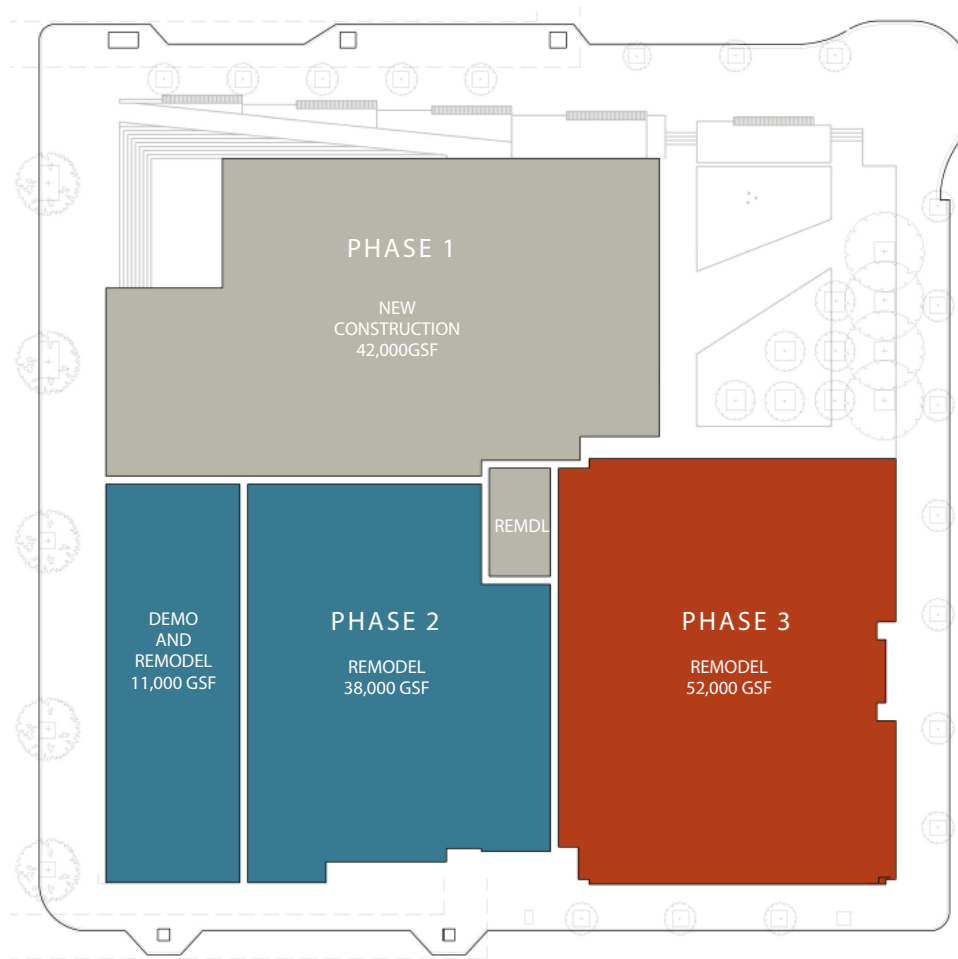 PHASE 1
NEW
CONSTRUCTION
42,000GSF
REMDL
DEMO
AND
REMODEL
11,000 GSF
PHASE 2
REMODEL
38,000 GSF
PHASE 3
REMODEL
52,000 GSF